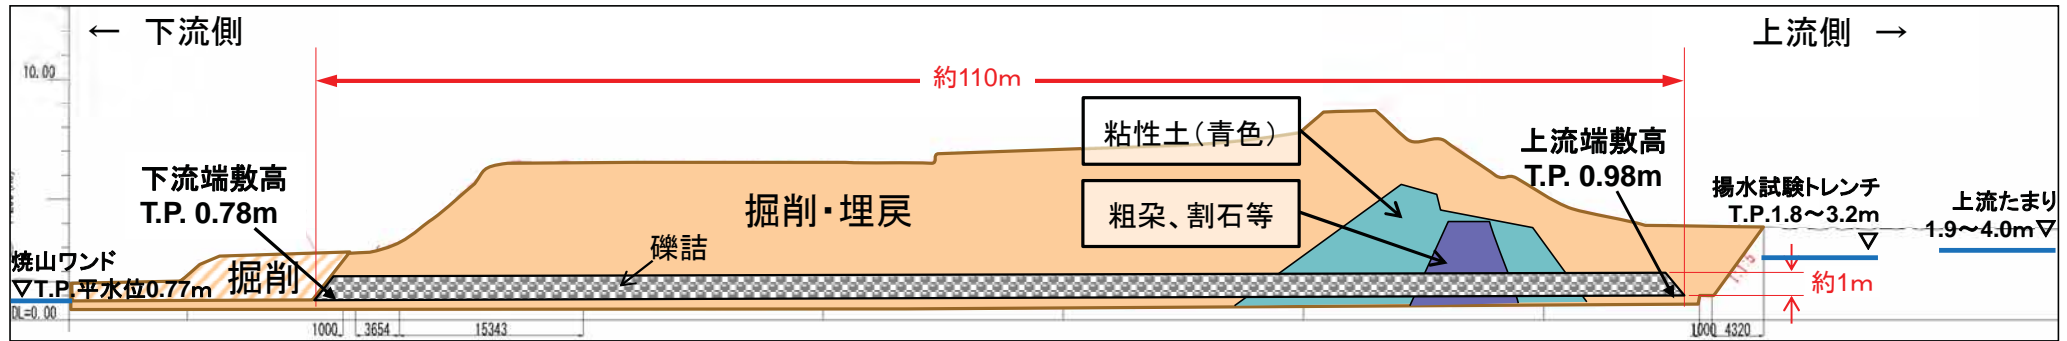 ← 下流側
上流側 →
10.00
約110m
粘性土(青色)
上流端敷高
T.P. 0.98m
下流端敷高
T.P. 0.78m
掘削・埋戻
粗朶、割石等
揚水試験トレンチ
T.P.1.8～3.2m
▽
上流たまり
1.9～4.0m▽
礫詰
焼山ワンド
▽T.P.平水位0.77m
掘削
約1m
DL=0.00
1000
3654
15343
1000
4320